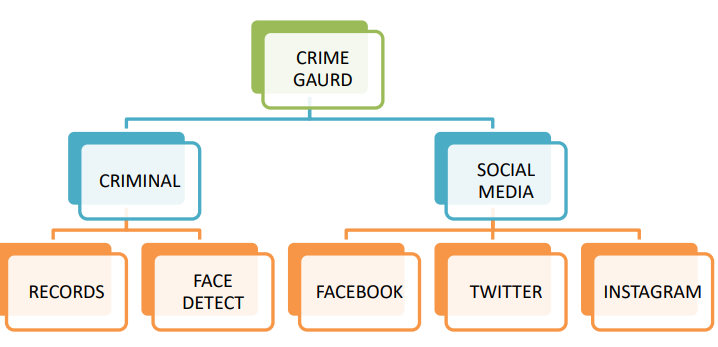 CRIME
GAURD
CRIMINAL
SOCIAL
MEDIA
RECORDS
FACE
DETECT
FACEBOOK
TWITTER
INSTAGRAM